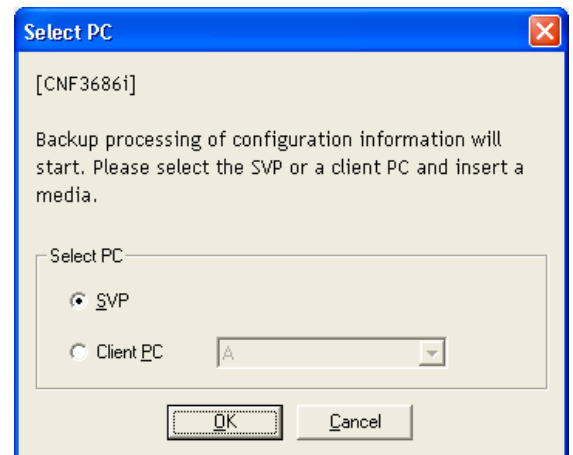 Select PC
[CNF3686i]
Backup processing of configuration information will
start. Please select the SVP or a client PC and insert a
media.
Select PC
SVP
Client PC A
OK Cancel